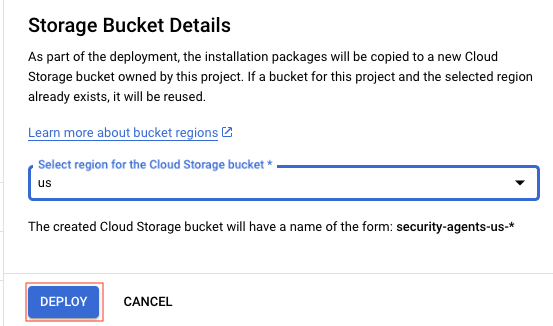 Storage Bucket Details
As part of the deployment, the installation packages will be copied to a new Cloud
Storage bucket owned by this project. If a bucket for this project and the selected region
already exists, it will be reused.
Learn more about bucket regions
Select region for the Cloud Storage bucket *
us
The created Cloud Storage bucket will have a name of the form: security-agents-us-*
DEPLOY CANCEL